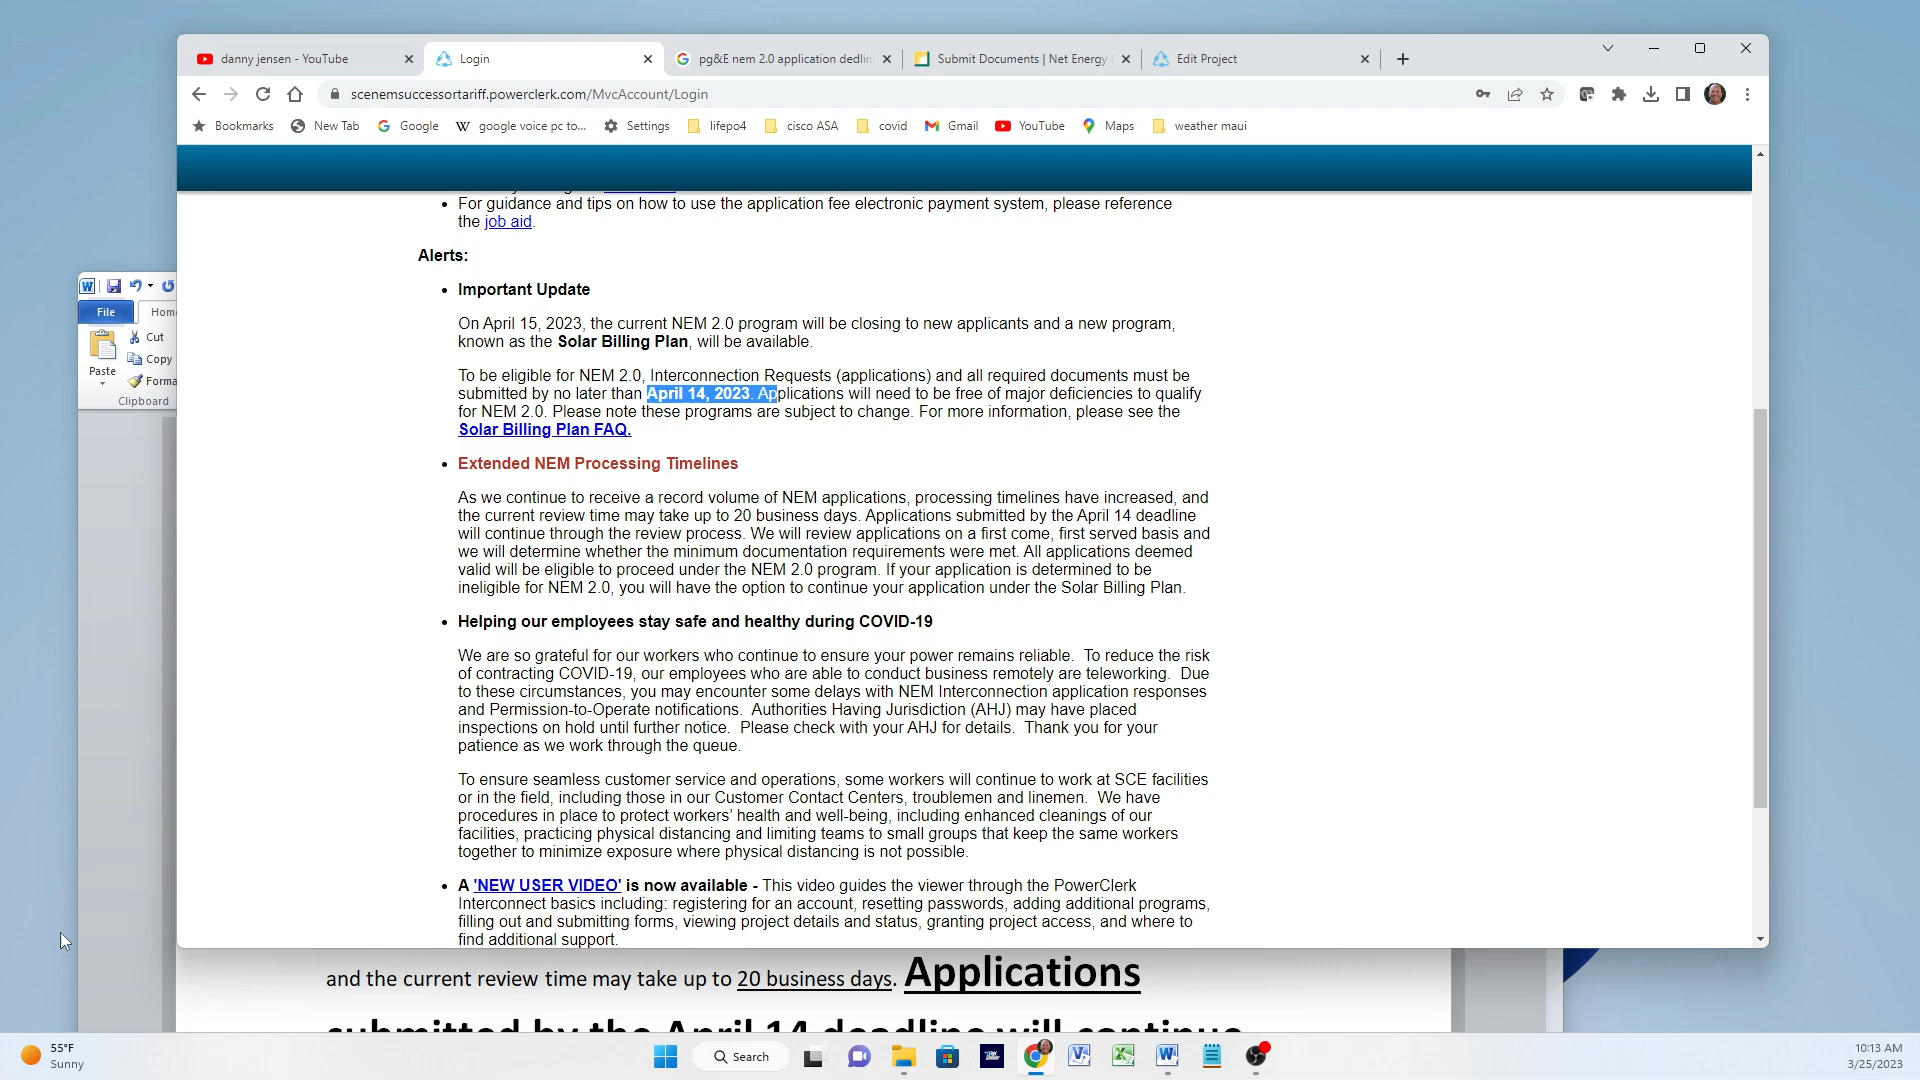 danny jensen - YouTube
Login
pg&E nem 2.0 application dedlin
Submit Documents | Net Energy
Edit Project
scenemsuccessortariff.powerclerk.com/MvcAccount/Login
Bookmarks
New Tab
Google
google voice pc to...
Settings
lifepo4
cisco ASA
covid
Gmail
YouTube
Maps
weather maui
• For guidance and tips on how to use the application fee electronic payment system, please reference
the job aid.
Alerts:
• Important Update
On April 15, 2023, the current NEM 2.0 program will be closing to new applicants and a new program,
known as the Solar Billing Plan, will be available.
To be eligible for NEM 2.0, Interconnection Requests (applications) and all required documents must be
submitted by no later than April 14, 2023. Applications will need to be free of major deficiencies to qualify
for NEM 2.0. Please note these programs are subject to change. For more information, please see the
Solar Billing Plan FAQ.
• Extended NEM Processing Timelines
As we continue to receive a record volume of NEM applications, processing timelines have increased, and
the current review time may take up to 20 business days. Applications submitted by the April 14 deadline
will continue through the review process. We will review applications on a first come, first served basis and
we will determine whether the minimum documentation requirements were met. All applications deemed
valid will be eligible to proceed under the NEM 2.0 program. If your application is determined to be
ineligible for NEM 2.0, you will have the option to continue your application under the Solar Billing Plan.
• Helping our employees stay safe and healthy during COVID-19
We are so grateful for our workers who continue to ensure your power remains reliable. To reduce the risk
of contracting COVID-19, our employees who are able to conduct business remotely are teleworking. Due
to these circumstances, you may encounter some delays with NEM Interconnection application responses
and Permission-to-Operate notifications. Authorities Having Jurisdiction (AHJ) may have placed
inspections on hold until further notice. Please check with your AHJ for details. Thank you for your
patience as we work through the queue.
To ensure seamless customer service and operations, some workers will continue to work at SCE facilities
or in the field, including those in our Customer Contact Centers, troublemen and linemen. We have
procedures in place to protect workers' health and well-being, including enhanced cleanings of our
facilities, practicing physical distancing and limiting teams to small groups that keep the same workers
together to minimize exposure where physical distancing is not possible.
• A 'NEW USER VIDEO' is now available - This video guides the viewer through the PowerClerk
Interconnect basics including: registering for an account, resetting passwords, adding additional programs,
filling out and submitting forms, viewing project details and status, granting project access, and where to
find additional support.
File
Hom
Cut
Copy
Forma
Paste
Clipboard
and the current review time may take up to 20 business days. Applications
submitted by the April 14 deadline will continue
55°F
Sunny
Search
10:13 AM
3/25/2023